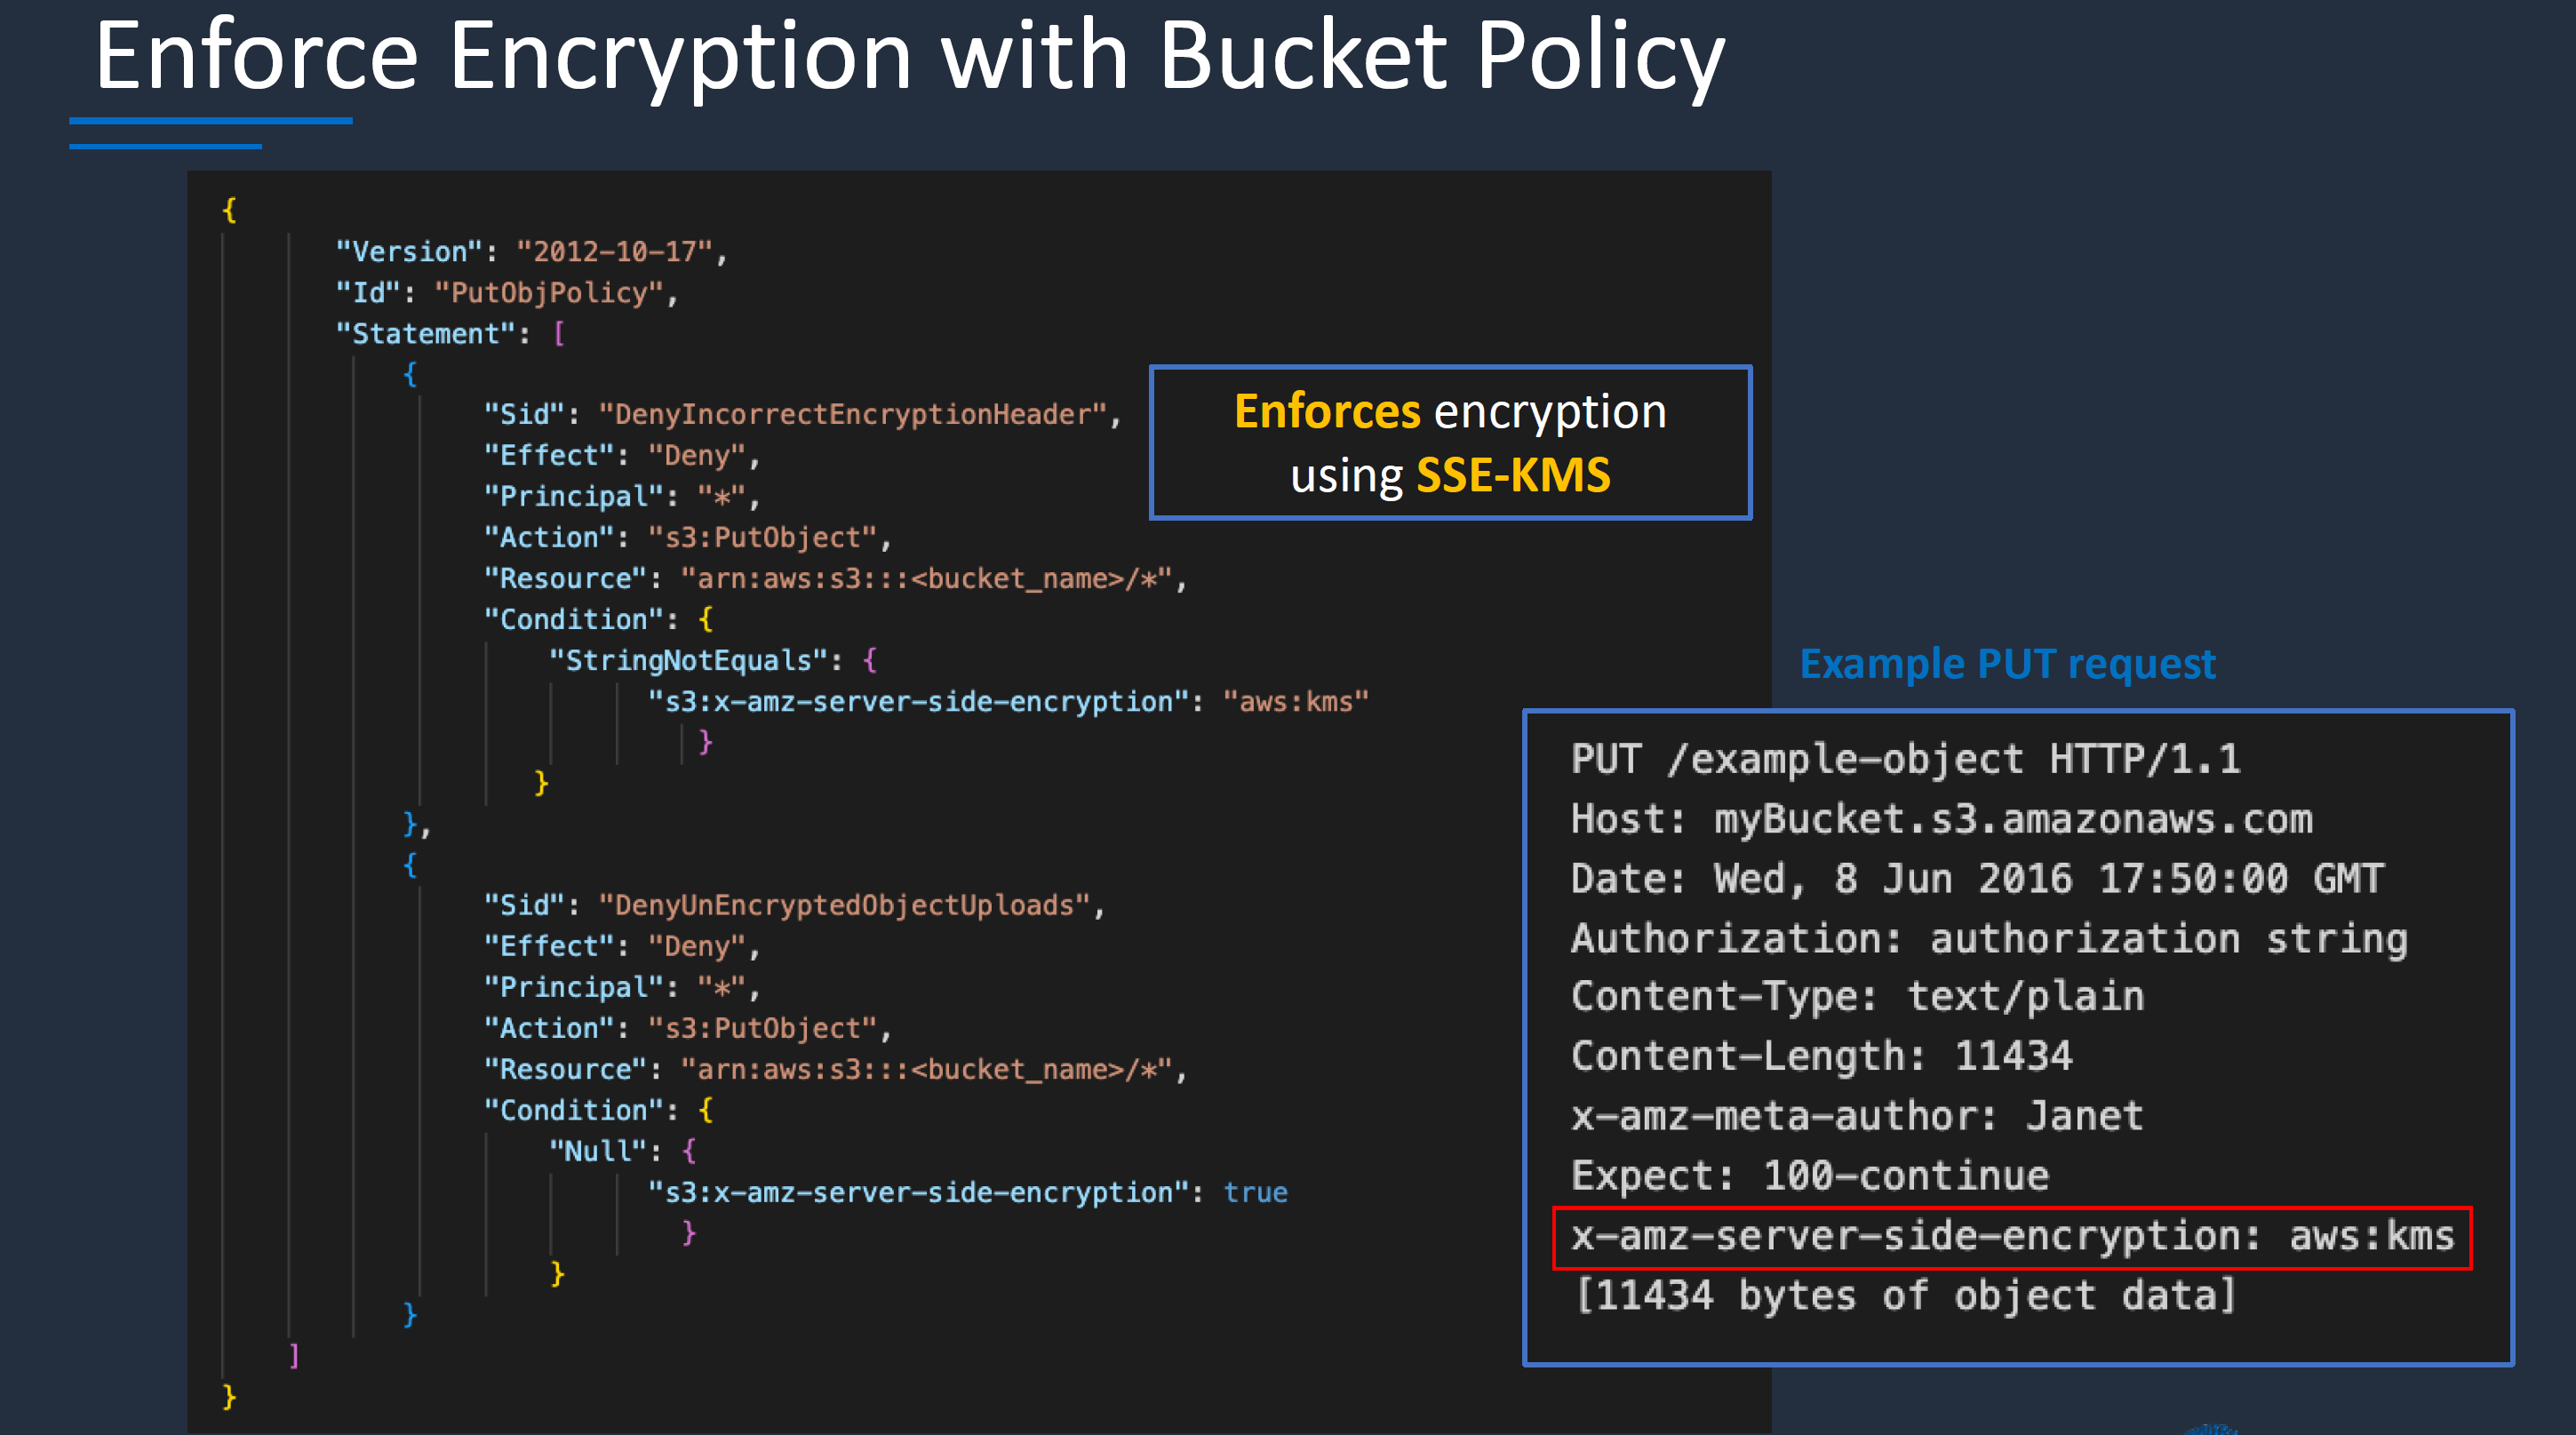 Enforce Encryption with Bucket Policy
{
"Version": "2012-10-17",
"Id": "PutObjPolicy",
"Statement": [
{
"Sid": "DenyIncorrectEncryptionHeader",
"Effect": "Deny",
"Principal": "*",
"Action": "s3:PutObject",
"Resource": "arn:aws:s3:::<bucket_name>/*",
"Condition": {
"StringNotEquals": {
"s3:x-amz-server-side-encryption": "aws:kms"
}
}
},
{
"Sid": "DenyUnEncryptedObjectUploads",
"Effect": "Deny",
"Principal": "*",
"Action": "s3:PutObject",
"Resource": "arn:aws:s3:::<bucket_name>/*",
"Condition": {
"Null": {
"s3:x-amz-server-side-encryption": true
}
}
}
]
}
Enforces encryption
using SSE-KMS
Example PUT request
PUT /example-object HTTP/1.1
Host: myBucket.s3.amazonaws.com
Date: Wed, 8 Jun 2016 17:50:00 GMT
Authorization: authorization string
Content-Type: text/plain
Content-Length: 11434
x-amz-meta-author: Janet
Expect: 100-continue
x-amz-server-side-encryption: aws:kms
[11434 bytes of object data]